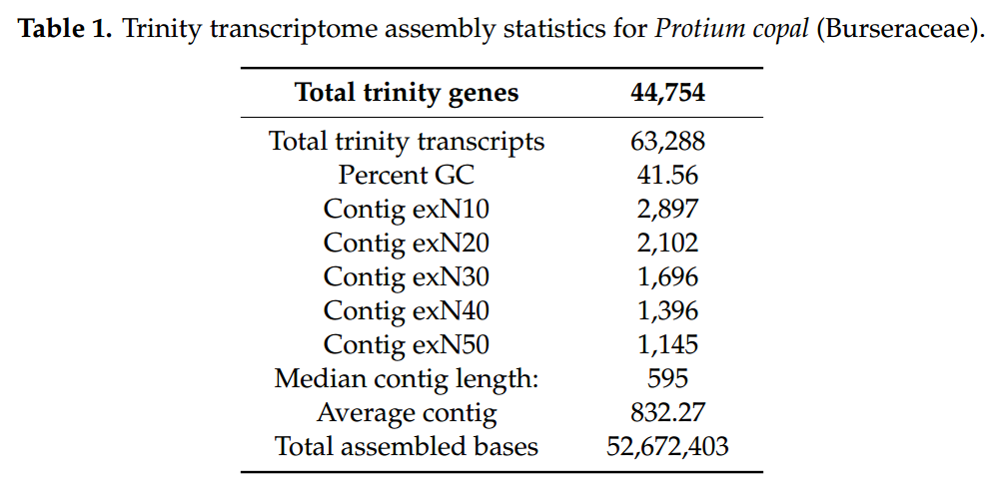 Table 1. Trinity transcriptome assembly statistics for Protium copal (Burseraceae).
Total trinity genes 44,754
Total trinity transcripts 63,288
Percent GC 41.56
Contig exN10 2,897
Contig exN20 2,102
Contig exN30 1,696
Contig exN40 1,396
Contig exN50 1,145
Median contig length: 595
Average contig 832.27
Total assembled bases 52,672,403